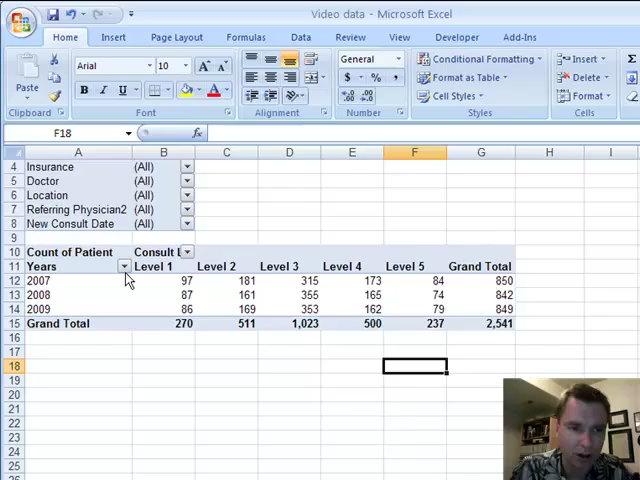 Video data - Microsoft Excel
Home Insert Page Layout Formulas Data Review View Developer Add-Ins
Paste
Arial 10 A A
B I U A
General
$ % ,
Conditional Formatting
Format as Table
Cell Styles
Insert
Delete
Format
Σ
Clipboard Font Alignment Number Styles Cells
F18 fx
A B C D E F G H I
4 Insurance (All)
5 Doctor (All)
6 Location (All)
7 Referring Physician2 (All)
8 New Consult Date (All)
9
10 Count of Patient Consult L
11 Years Level 1 Level 2 Level 3 Level 4 Level 5 Grand Total
12 2007 97 181 315 173 84 850
13 2008 87 161 355 165 74 842
14 2009 86 169 353 162 79 849
15 Grand Total 270 511 1,023 500 237 2,541
16
17
18
19
20
21
22
23
24
25